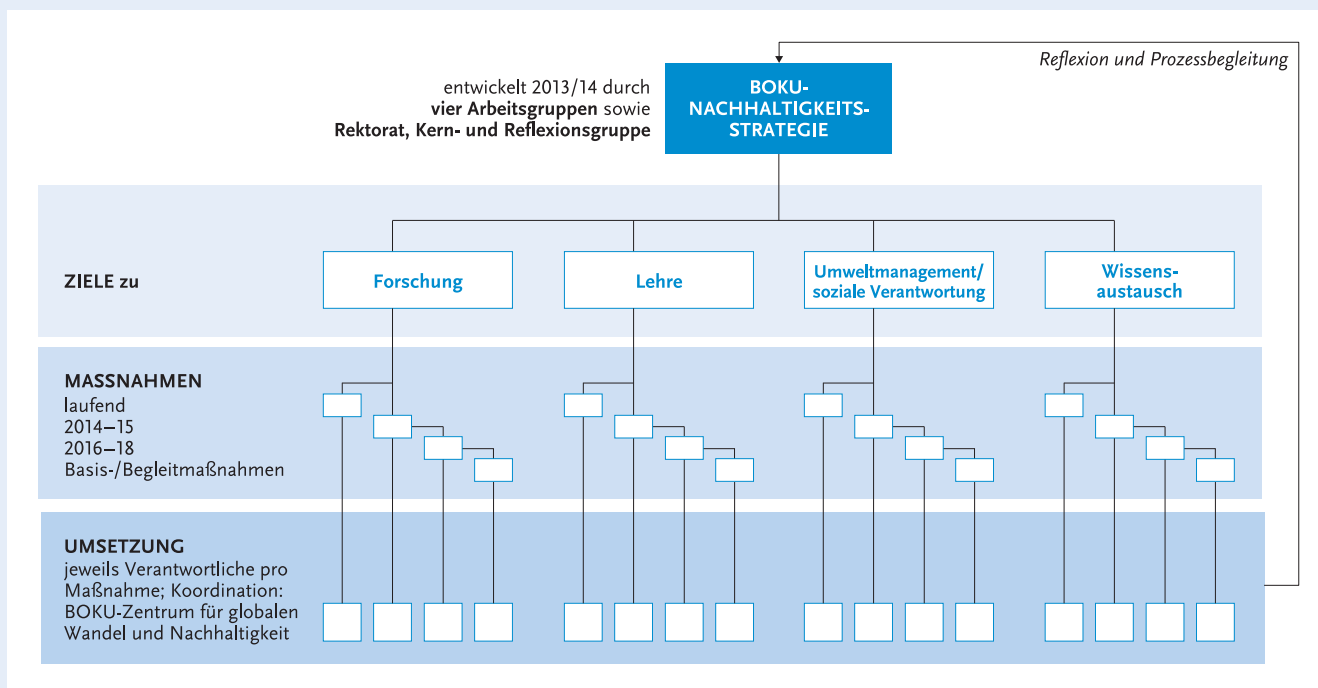 Reflexion und Prozessbegleitung
entwickelt 2013/14 durch
vier Arbeitsgruppen sowie
Rektorat, Kern- und Reflexionsgruppe
BOKU-
NACHHALTIGKEITS-
STRATEGIE
ZIELE zu
Forschung
Lehre
Umweltmanagement/
soziale Verantwortung
Wissens-
austausch
MASSNAHMEN
laufend
2014–15
2016–18
Basis-/Begleitmaßnahmen
UMSETZUNG
jeweils Verantwortliche pro
Maßnahme; Koordination:
BOKU-Zentrum für globalen
Wandel und Nachhaltigkeit